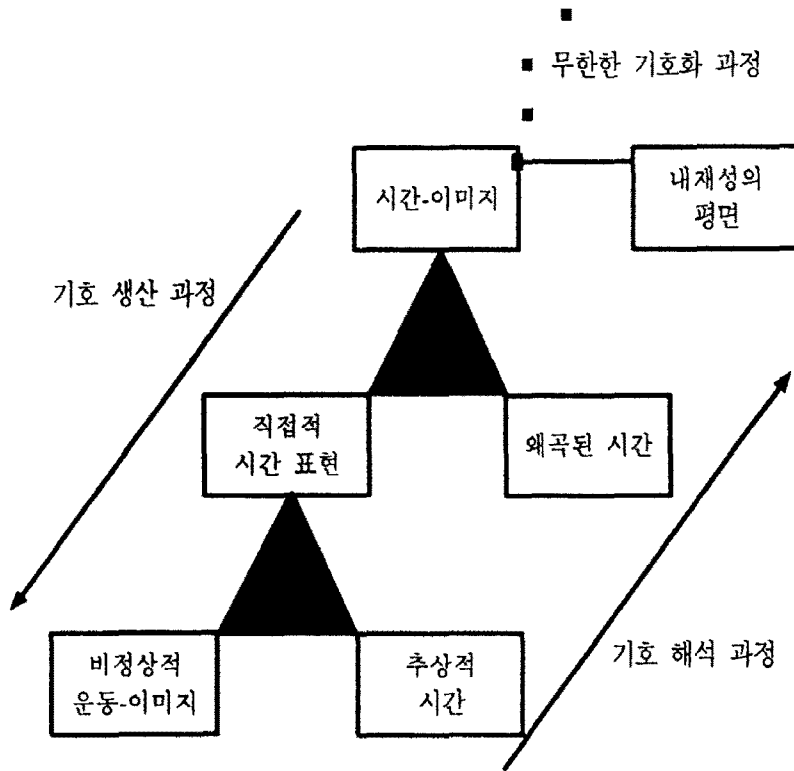 무한한 기호화 과정
시간-이미지
내재성의
평면
기호 생산 과정
직접적
시간 표현
왜곡된 시간
비정상적
운동-이미지
추상적
시간
기호 해석 과정